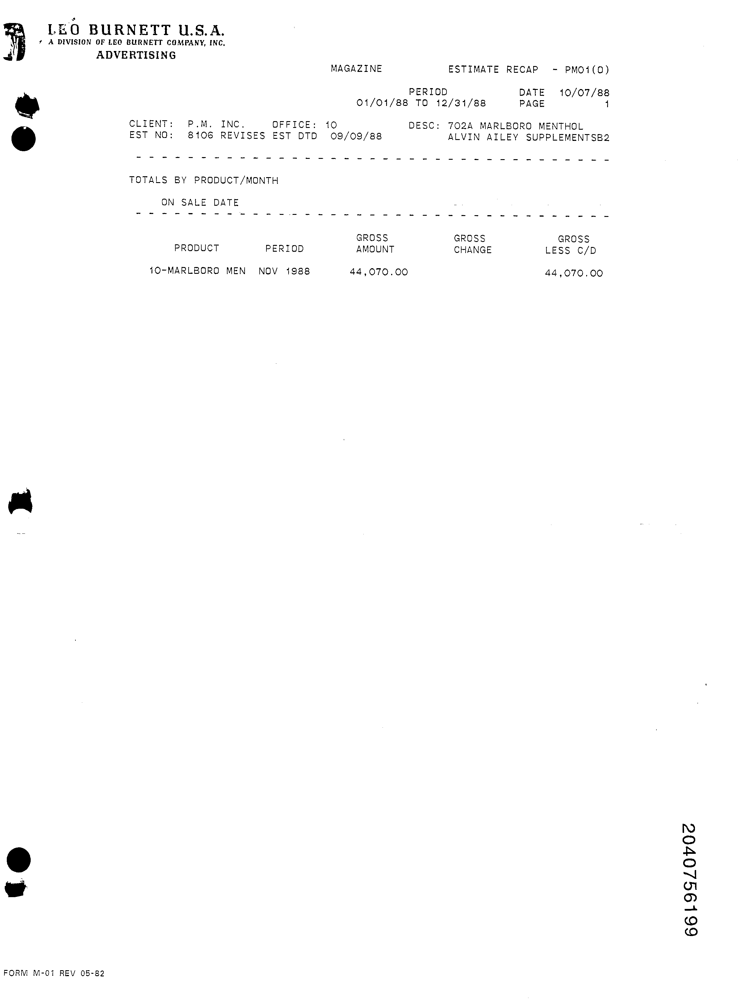 LEO BURNETT U.S.A.
A DIVISION OF LEO BURNETT COMPANY, INC.
ADVERTISING
MAGAZINE ESTIMATE RECAP - PM01(0)
PERIOD DATE 10/07/88
01/01/88 TO 12/31/88 PAGE 1
CLIENT: P.M. INC. OFFICE: 10 DESC: 702A MARLBORO MENTHOL
EST NO: 8106 REVISES EST DTD 09/09/88 ALVIN AILEY SUPPLEMENTSB2
TOTALS BY PRODUCT/MONTH
ON SALE DATE
GROSS GROSS GROSS
PRODUCT PERIOD AMOUNT CHANGE LESS C/D
10-MARLBORO MEN NOV 1988 44,070.00 44,070.00
2040756199
FORM M-01 REV 05-82